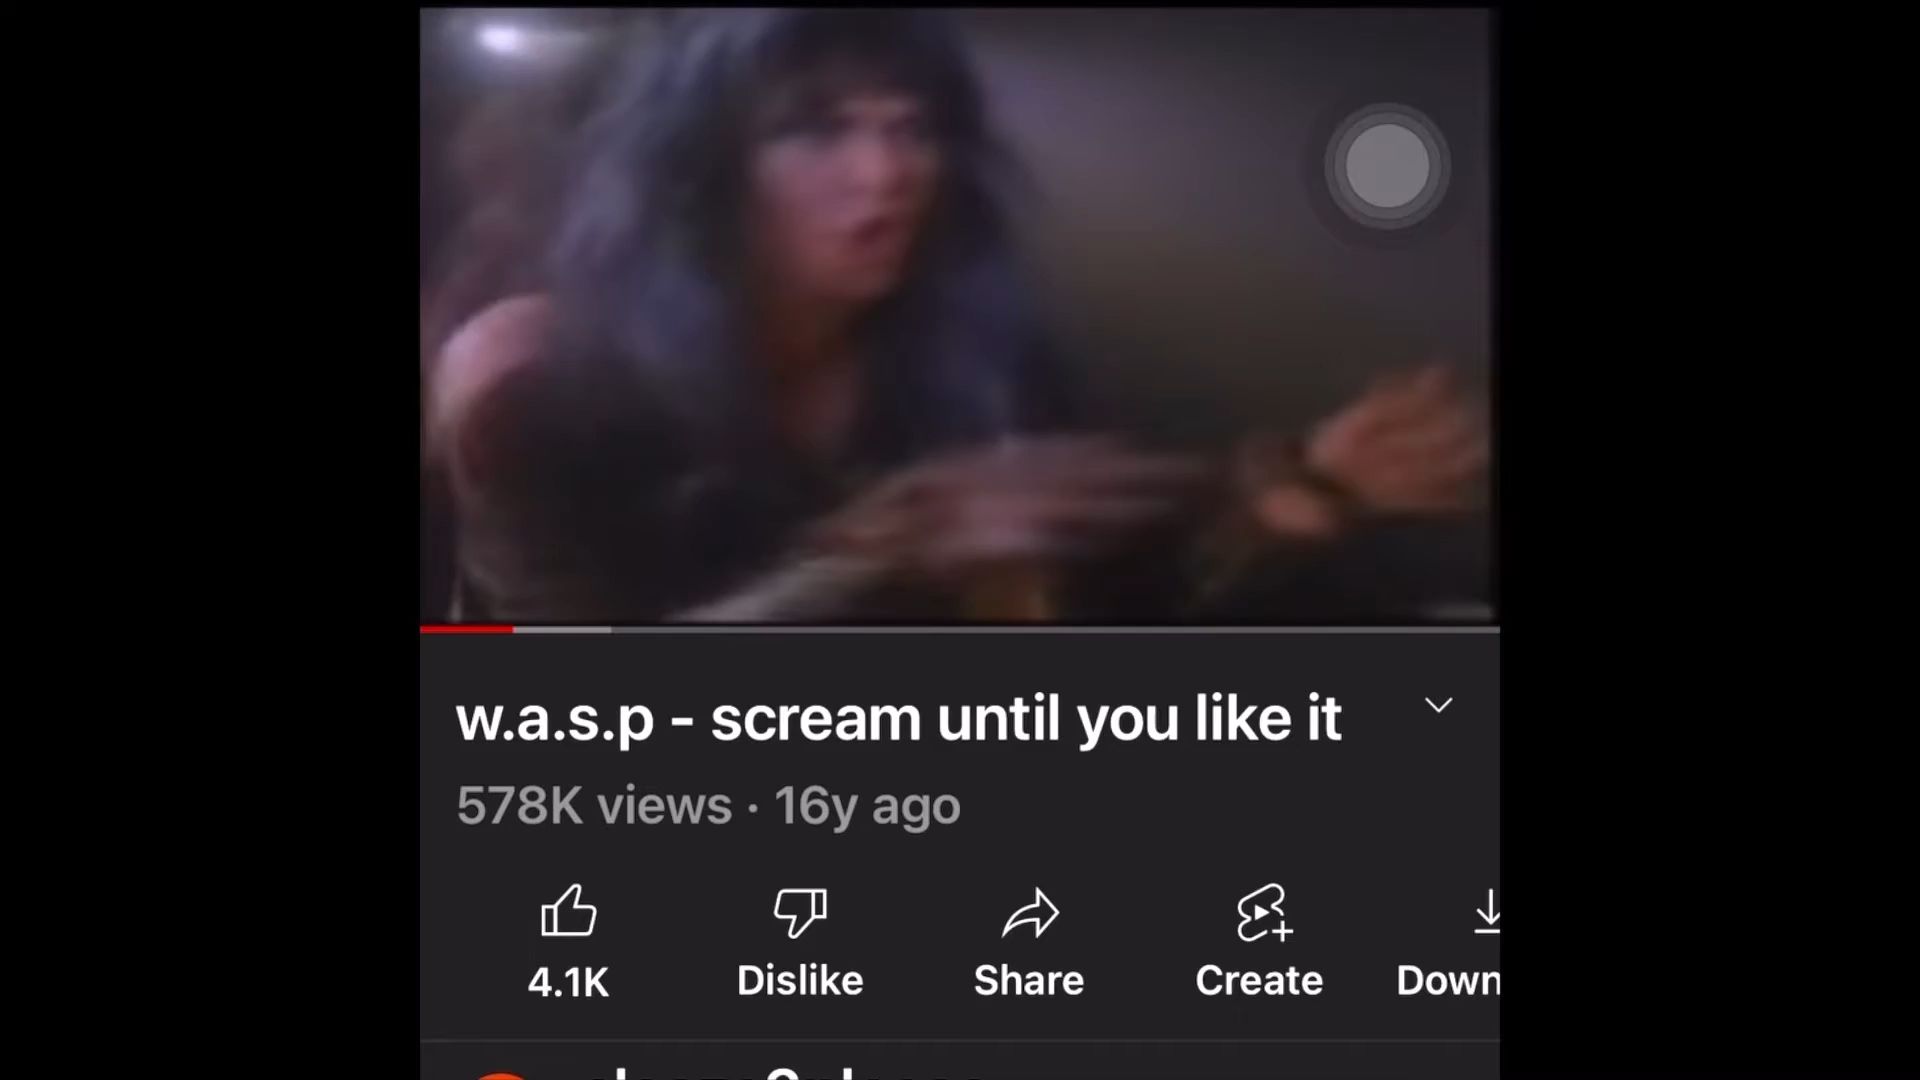 w.a.s.p - scream until you like it
578K views · 16y ago
4.1K
Dislike
Share
Create
Down